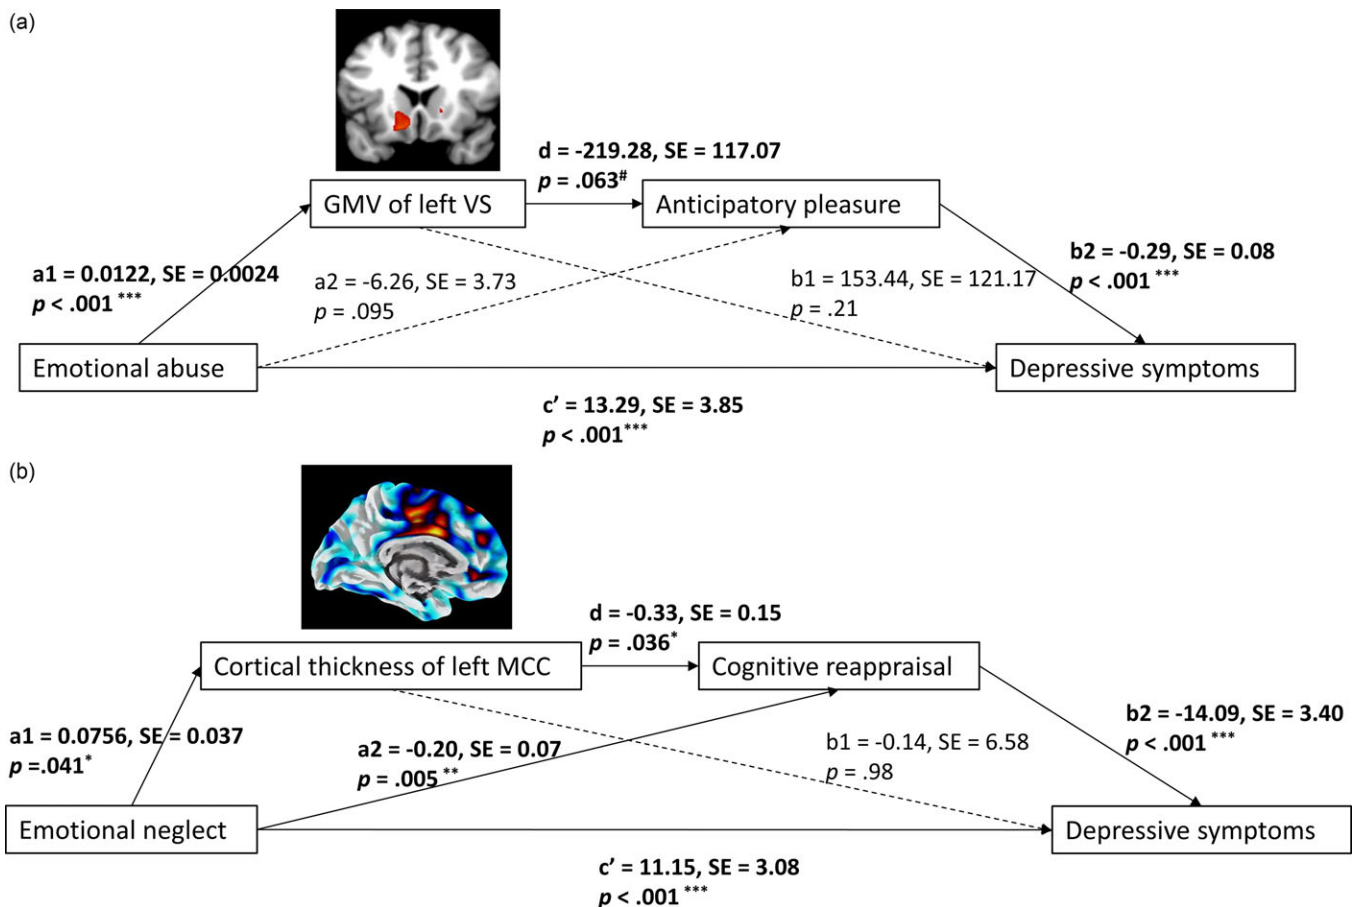 (a)
d = -219.28, SE = 117.07
p = .063#
GMV of left VS
Anticipatory pleasure
a1 = 0.0122, SE = 0.0024
p < .001 ***
a2 = -6.26, SE = 3.73
p = .095
b1 = 153.44, SE = 121.17
p = .21
b2 = -0.29, SE = 0.08
p < .001 ***
Emotional abuse
Depressive symptoms
c’ = 13.29, SE = 3.85
p < .001***
(b)
d = -0.33, SE = 0.15
p = .036*
Cortical thickness of left MCC
Cognitive reappraisal
a1 = 0.0756, SE = 0.037
p =.041*
a2 = -0.20, SE = 0.07
p = .005 **
b1 = -0.14, SE = 6.58
p = .98
b2 = -14.09, SE = 3.40
p < .001 ***
Emotional neglect
Depressive symptoms
c’ = 11.15, SE = 3.08
p < .001 ***